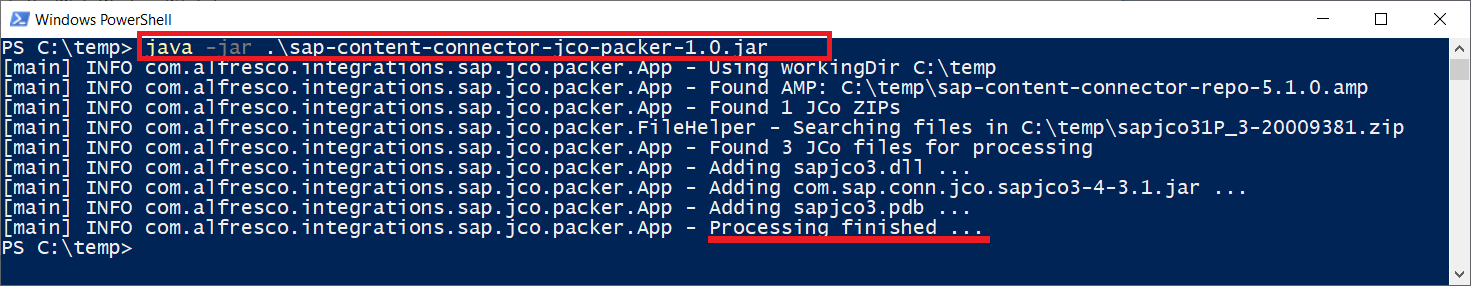 Windows PowerShell
PS C:\temp> java -jar .\sap-content-connector-jco-packer-1.0.jar
[main] INFO com.alfresco.integrations.sap.jco.packer.App - Using workingDir C:\temp
[main] INFO com.alfresco.integrations.sap.jco.packer.App - Found AMP: C:\temp\sap-content-connector-repo-5.1.0.amp
[main] INFO com.alfresco.integrations.sap.jco.packer.App - Found 1 JCo ZIPs
[main] INFO com.alfresco.integrations.sap.jco.packer.FileHelper - Searching files in C:\temp\sapjco31P_3-20009381.zip
[main] INFO com.alfresco.integrations.sap.jco.packer.App - Found 3 JCo files for processing
[main] INFO com.alfresco.integrations.sap.jco.packer.App - Adding sapjco3.dll ...
[main] INFO com.alfresco.integrations.sap.jco.packer.App - Adding com.sap.conn.jco.sapjco3-4-3.1.jar ...
[main] INFO com.alfresco.integrations.sap.jco.packer.App - Adding sapjco3.pdb ...
[main] INFO com.alfresco.integrations.sap.jco.packer.App - Processing finished ...
PS C:\temp>